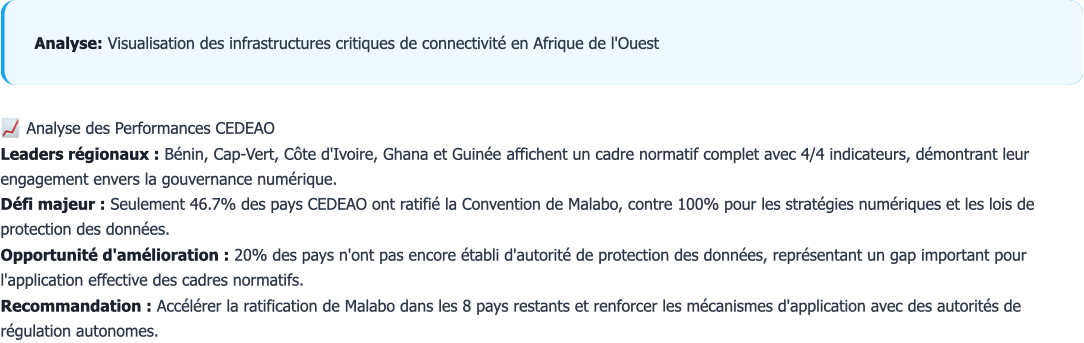 Analyse: Visualisation des infrastructures critiques de connectivité en Afrique de l'Ouest
📈 Analyse des Performances CEDEAO
Leaders régionaux : Bénin, Cap-Vert, Côte d'Ivoire, Ghana et Guinée affichent un cadre normatif complet avec 4/4 indicateurs, démontrant leur
engagement envers la gouvernance numérique.
Défi majeur : Seulement 46.7% des pays CEDEAO ont ratifié la Convention de Malabo, contre 100% pour les stratégies numériques et les lois de
protection des données.
Opportunité d'amélioration : 20% des pays n'ont pas encore établi d'autorité de protection des données, représentant un gap important pour
l'application effective des cadres normatifs.
Recommandation : Accélérer la ratification de Malabo dans les 8 pays restants et renforcer les mécanismes d'application avec des autorités de
régulation autonomes.